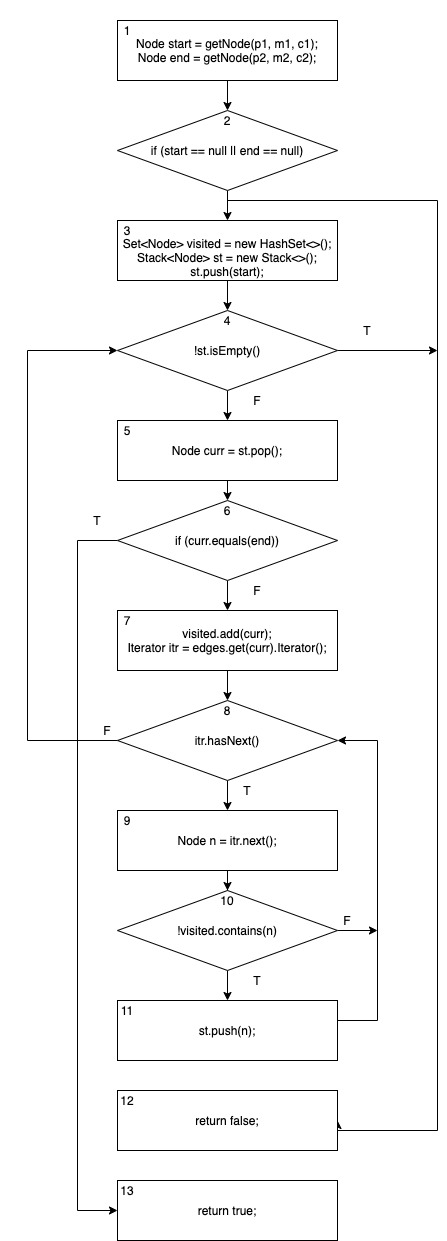 1
Node start = getNode(p1, m1, c1);
Node end = getNode(p2, m2, c2);
2
if (start == null ll end == null)
3
Set<Node> visited = new HashSet<>();
Stack<Node> st = new Stack<>();
st.push(start);
4
T
!st.isEmpty()
F
5
Node curr = st.pop();
6
T
if (curr.equals(end))
F
7
visited.add(curr);
Iterator itr = edges.get(curr).Iterator();
8
F
itr.hasNext()
T
9
Node n = itr.next();
10
F
!visited.contains(n)
T
11
st.push(n);
12
return false;
13
return true;